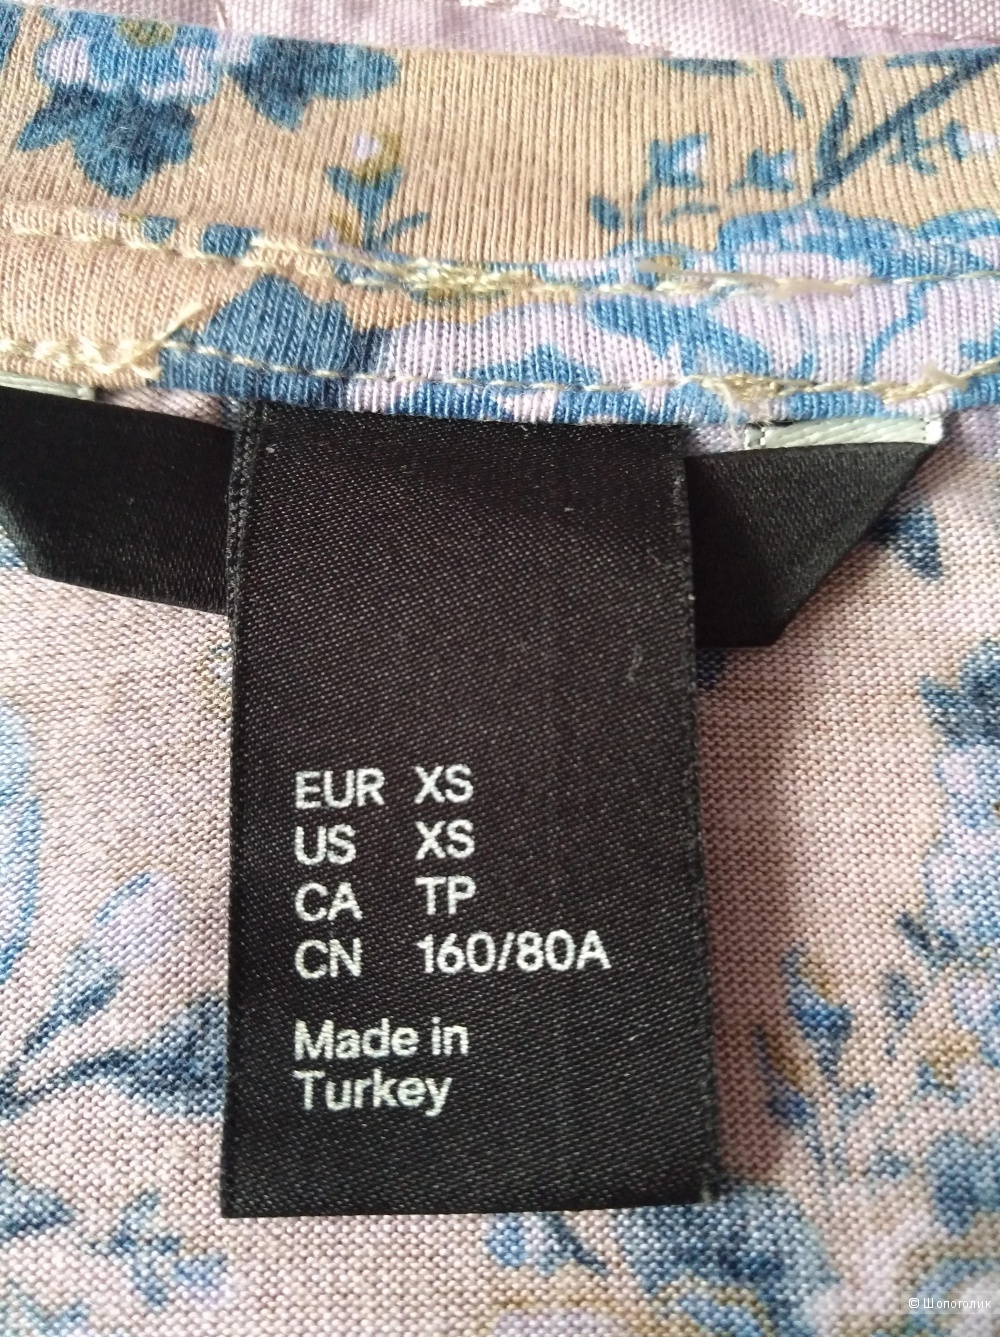 EUR XS
US XS
CA TP
CN 160/80A
Made in
Turkey
© Шопоголик